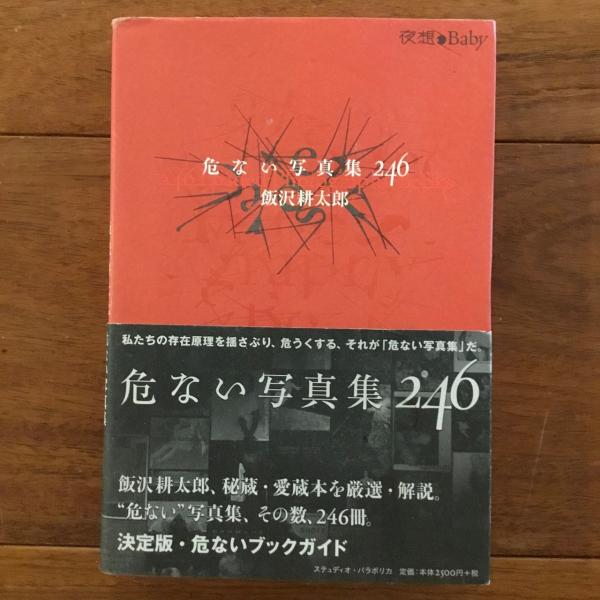 夜想●Baby
危ない写真集246
飯沢耕太郎
私たちの存在原理を揺さぶり、危うくする、それが「危ない写真集」だ。
危ない写真集246
飯沢耕太郎、秘蔵・愛蔵本を厳選・解説。
“危ない”写真集、その数、246冊。
決定版・危ないブックガイド
ステュディオ・パラボリカ 定価:本体2500円+税